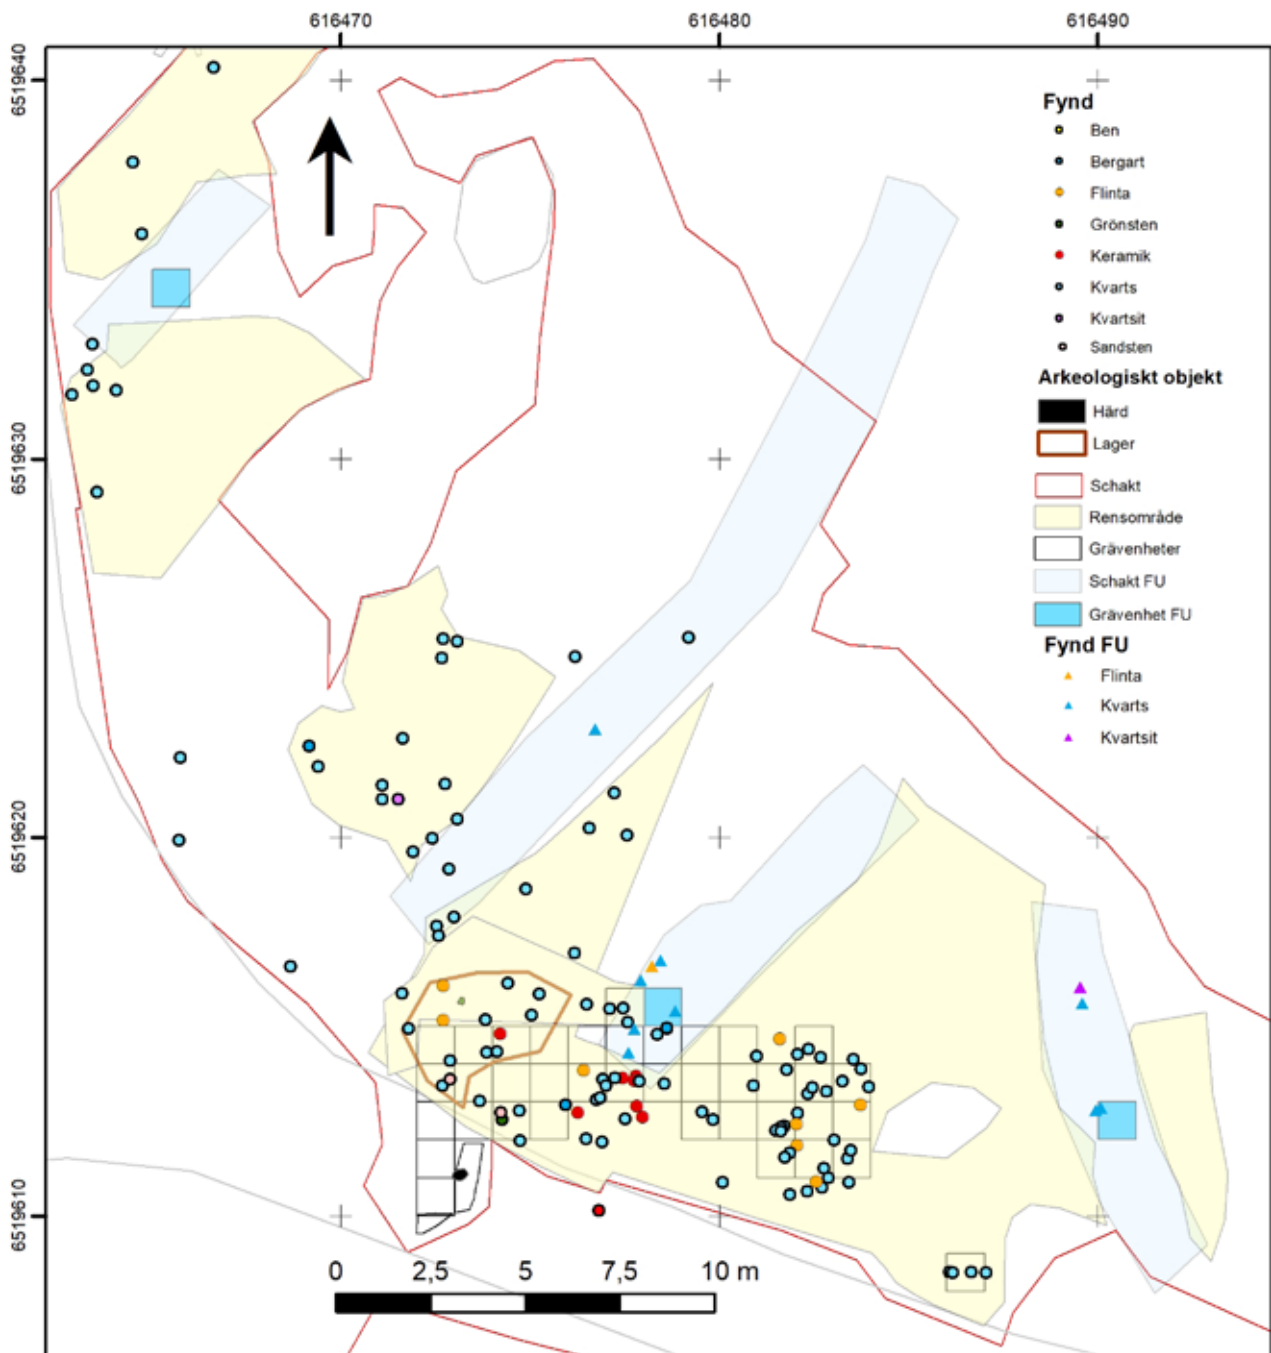 616470 616480 616490
6519640
6519630
6519620
6519610
Fynd
Ben
Bergart
Flinta
Grönsten
Keramik
Kvarts
Kvartsit
Sandsten
Arkeologiskt objekt
Härd
Lager
Schakt
Rensområde
Grävenheter
Schakt FU
Grävenhet FU
Fynd FU
Flinta
Kvarts
Kvartsit
0 2,5 5 7,5 10 m